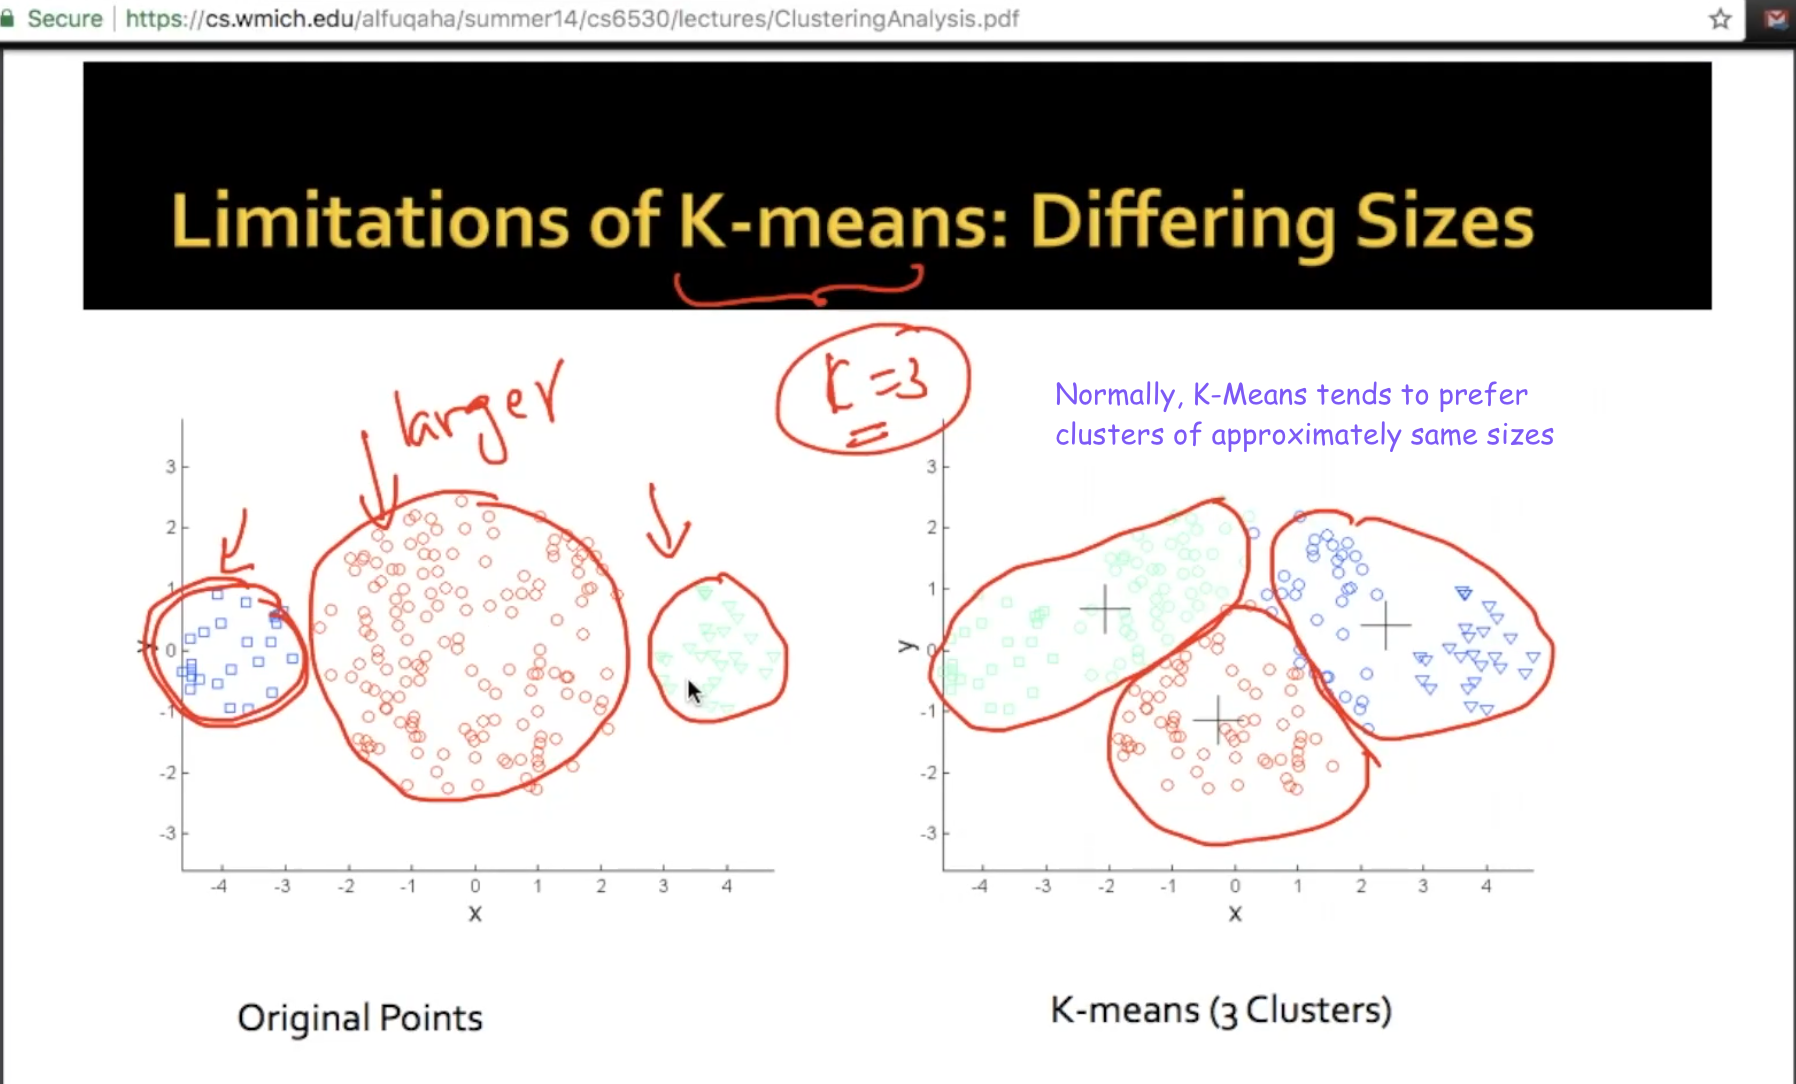 Secure https://cs.wmich.edu/alfuqaha/summer14/cs6530/lectures/ClusteringAnalysis.pdf
Limitations of K-means: Differing Sizes
larger
K=3
Normally, K-Means tends to prefer
clusters of approximately same sizes
3
2
1
0
-1
-2
-3
y
-4 -3 -2 -1 0 1 2 3 4
X
Original Points
3
2
1
0
-1
-2
-3
y
-4 -3 -2 -1 0 1 2 3 4
X
K-means (3 Clusters)